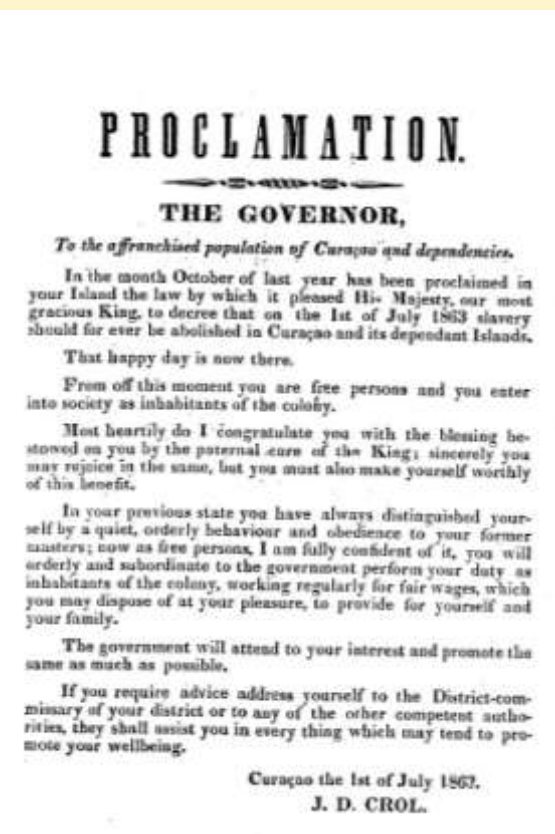 PROCLAMATION.
THE GOVERNOR,
To the affranchised population of Curaçao and dependencies.
In the month October of last year has been proclaimed in
your Island the law by which it pleased His Majesty, our most
gracious King, to decree that on the 1st of July 1863 slavery
should for ever be abolished in Curaçao and its dependant Islands.
That happy day is now there.
From off this moment you are free persons and you enter
into society as inhabitants of the colony.
Most heartily do I congratulate you with the blessing be-
stowed on you by the paternal care of the King; sincerely you
may rejoice in the same, but you must also make yourself worthly
of this benefit.
In your previous state you have always distinguished your-
self by a quiet, orderly behaviour and obedience to your former
masters; now as free persons, I am fully confident of it, you will
orderly and subordinate to the government perform your duty as
inhabitants of the colony, working regularly for fair wages, which
you may dispose of at your pleasure, to provide for yourself and
your family.
The government will attend to your interest and promote the
same as much as possible.
If you require advice address yourself to the District-com-
missary of your district or to any of the other competent autho-
rities, they shall assist you in every thing which may tend to pro-
mote your wellbeing.
Curaçao the 1st of July 1863.
J. D. CROL.